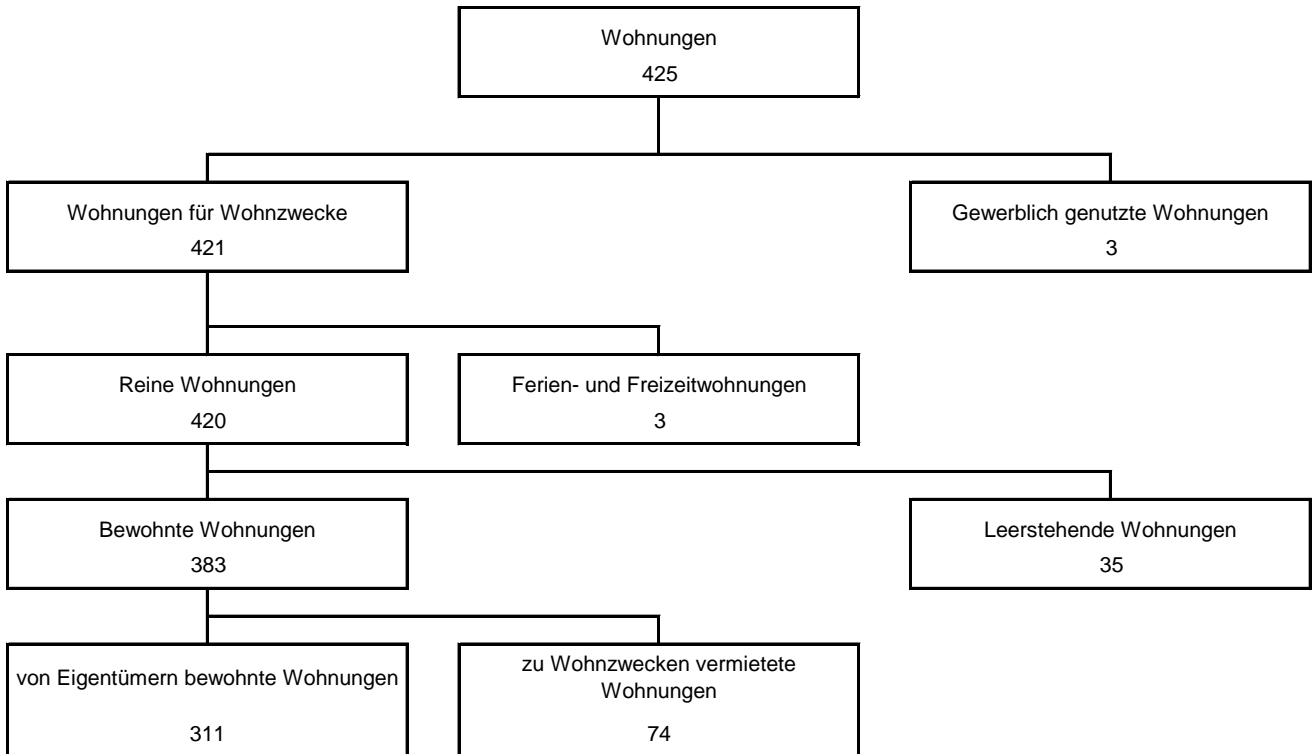 Wohnungen
425
Wohnungen für Wohnzwecke
421
Gewerblich genutzte Wohnungen
3
Reine Wohnungen
420
Ferien- und Freizeitwohnungen
3
Bewohnte Wohnungen
383
Leerstehende Wohnungen
35
von Eigentümern bewohnte Wohnungen
311
zu Wohnzwecken vermietete
Wohnungen
74